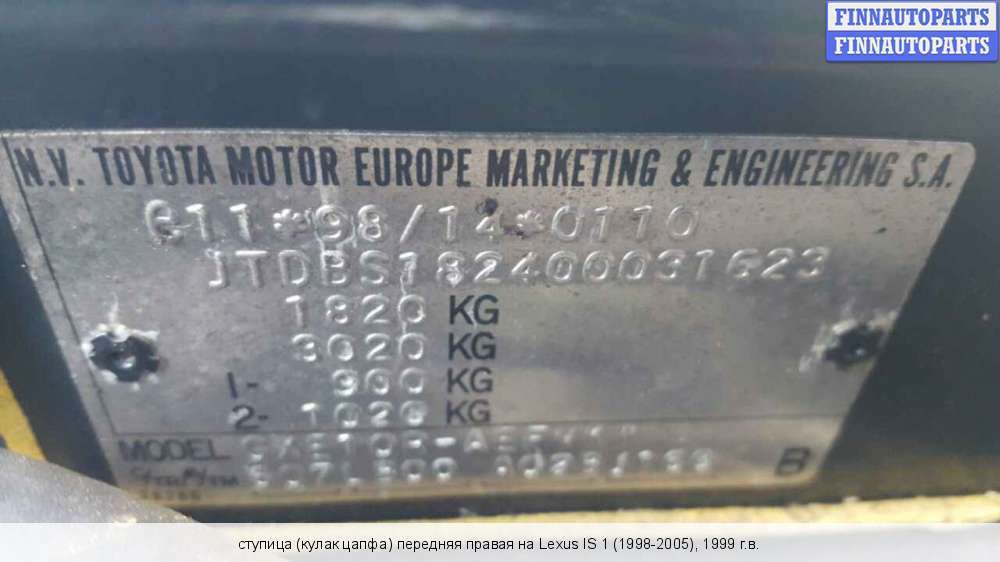 FINNAUTOPARTS
FINNAUTOPARTS
N.V. TOYOTA MOTOR EUROPE MARKETING & ENGINEERING S.A.
G11*98/14*0110
JTDBS182400031623
1820 KG
3020 KG
1- 900 KG
2- 1020 KG
MODEL
B
ступица (кулак цапфа) передняя правая на Lexus IS 1 (1998-2005), 1999 г.в.